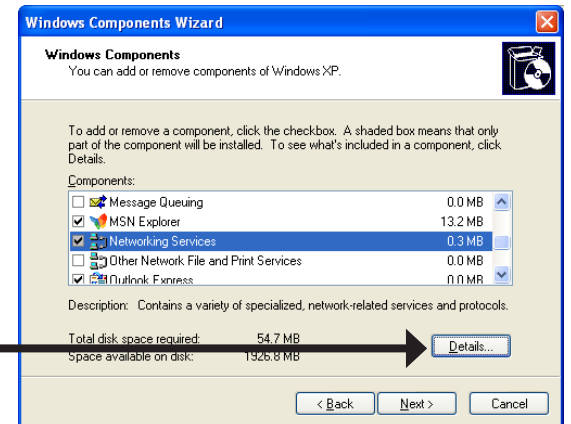 Windows Components Wizard
Windows Components
You can add or remove components of Windows XP.
To add or remove a component, click the checkbox. A shaded box means that only
part of the component will be installed. To see what's included in a component, click
Details.
Components:
Message Queuing 0.0 MB
MSN Explorer 13.2 MB
Networking Services 0.3 MB
Other Network File and Print Services 0.0 MB
Outlook Express 0.0 MB
Description: Contains a variety of specialized, network-related services and protocols.
Total disk space required: 54.7 MB
Space available on disk: 1926.8 MB
Details...
< Back Next > Cancel